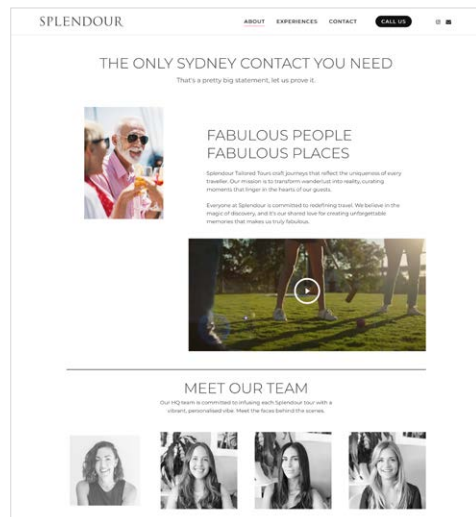 SPLENDOUR
ABOUT EXPERIENCES CONTACT CALL US
THE ONLY SYDNEY CONTACT YOU NEED
That's a pretty big statement, let us prove it.
FABULOUS PEOPLE
FABULOUS PLACES
Splendour Tailored Tours craft journeys that reflect the uniqueness of every
traveller. Our mission is to transform wanderlust into reality, curating
moments that linger in the hearts of our guests.
Everyone at Splendour is committed to redefining travel. We believe in the
magic of discovery, and it's our shared love for creating unforgettable
memories that makes us truly fabulous.
MEET OUR TEAM
Our HQ team is committed to infusing each Splendour tour with a
vibrant, personalised vibe. Meet the faces behind the scenes.